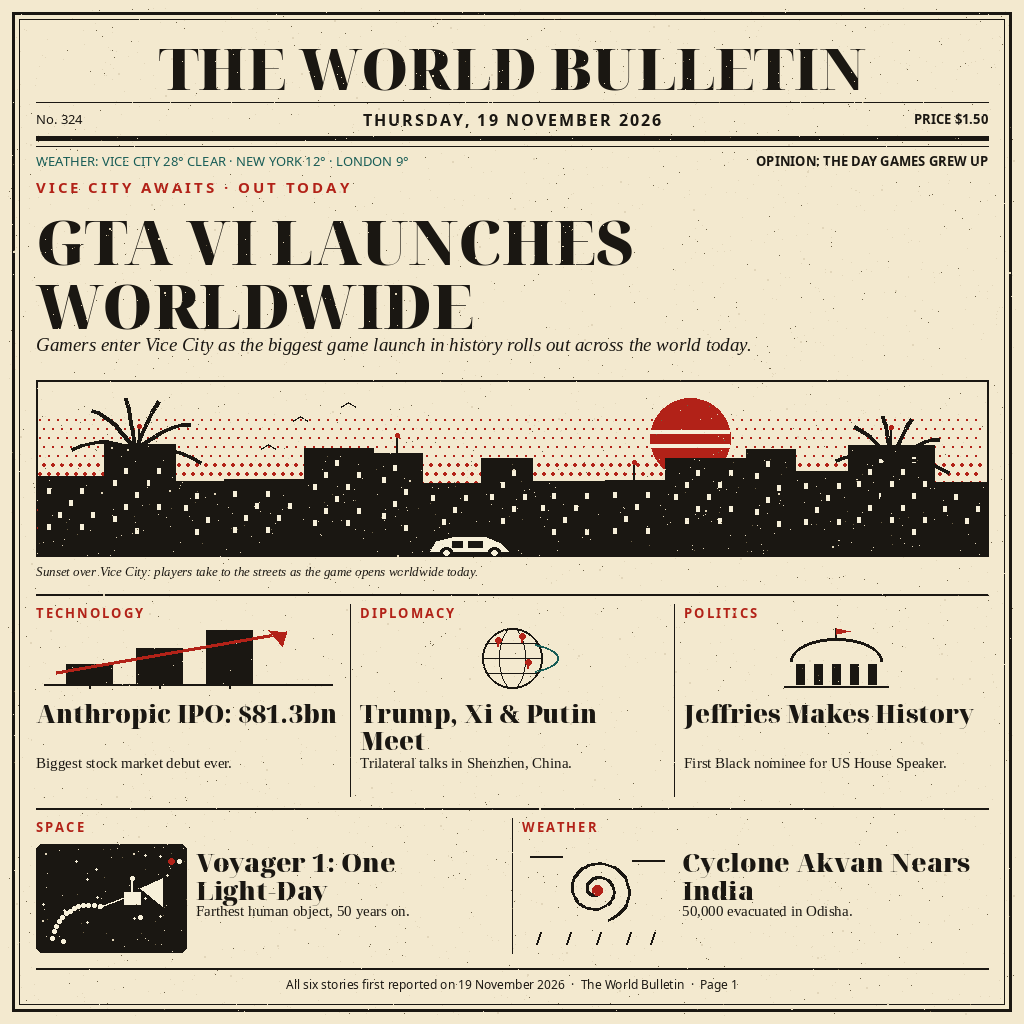 THE WORLD BULLETIN
No. 324
THURSDAY, 19 NOVEMBER 2026
PRICE $1.50
WEATHER: VICE CITY 28° CLEAR · NEW YORK 12° · LONDON 9°
OPINION: THE DAY GAMES GREW UP
VICE CITY AWAITS · OUT TODAY
GTA VI LAUNCHES
WORLDWIDE
Gamers enter Vice City as the biggest game launch in history rolls out across the world today.
Sunset over Vice City: players take to the streets as the game opens worldwide today.
TECHNOLOGY
Anthropic IPO: $81.3bn
Biggest stock market debut ever.
DIPLOMACY
Trump, Xi & Putin
Meet
Trilateral talks in Shenzhen, China.
POLITICS
Jeffries Makes History
First Black nominee for US House Speaker.
SPACE
Voyager 1: One
Light-Day
Farthest human object, 50 years on.
WEATHER
Cyclone Akvan Nears
India
50,000 evacuated in Odisha.
All six stories first reported on 19 November 2026 · The World Bulletin · Page 1